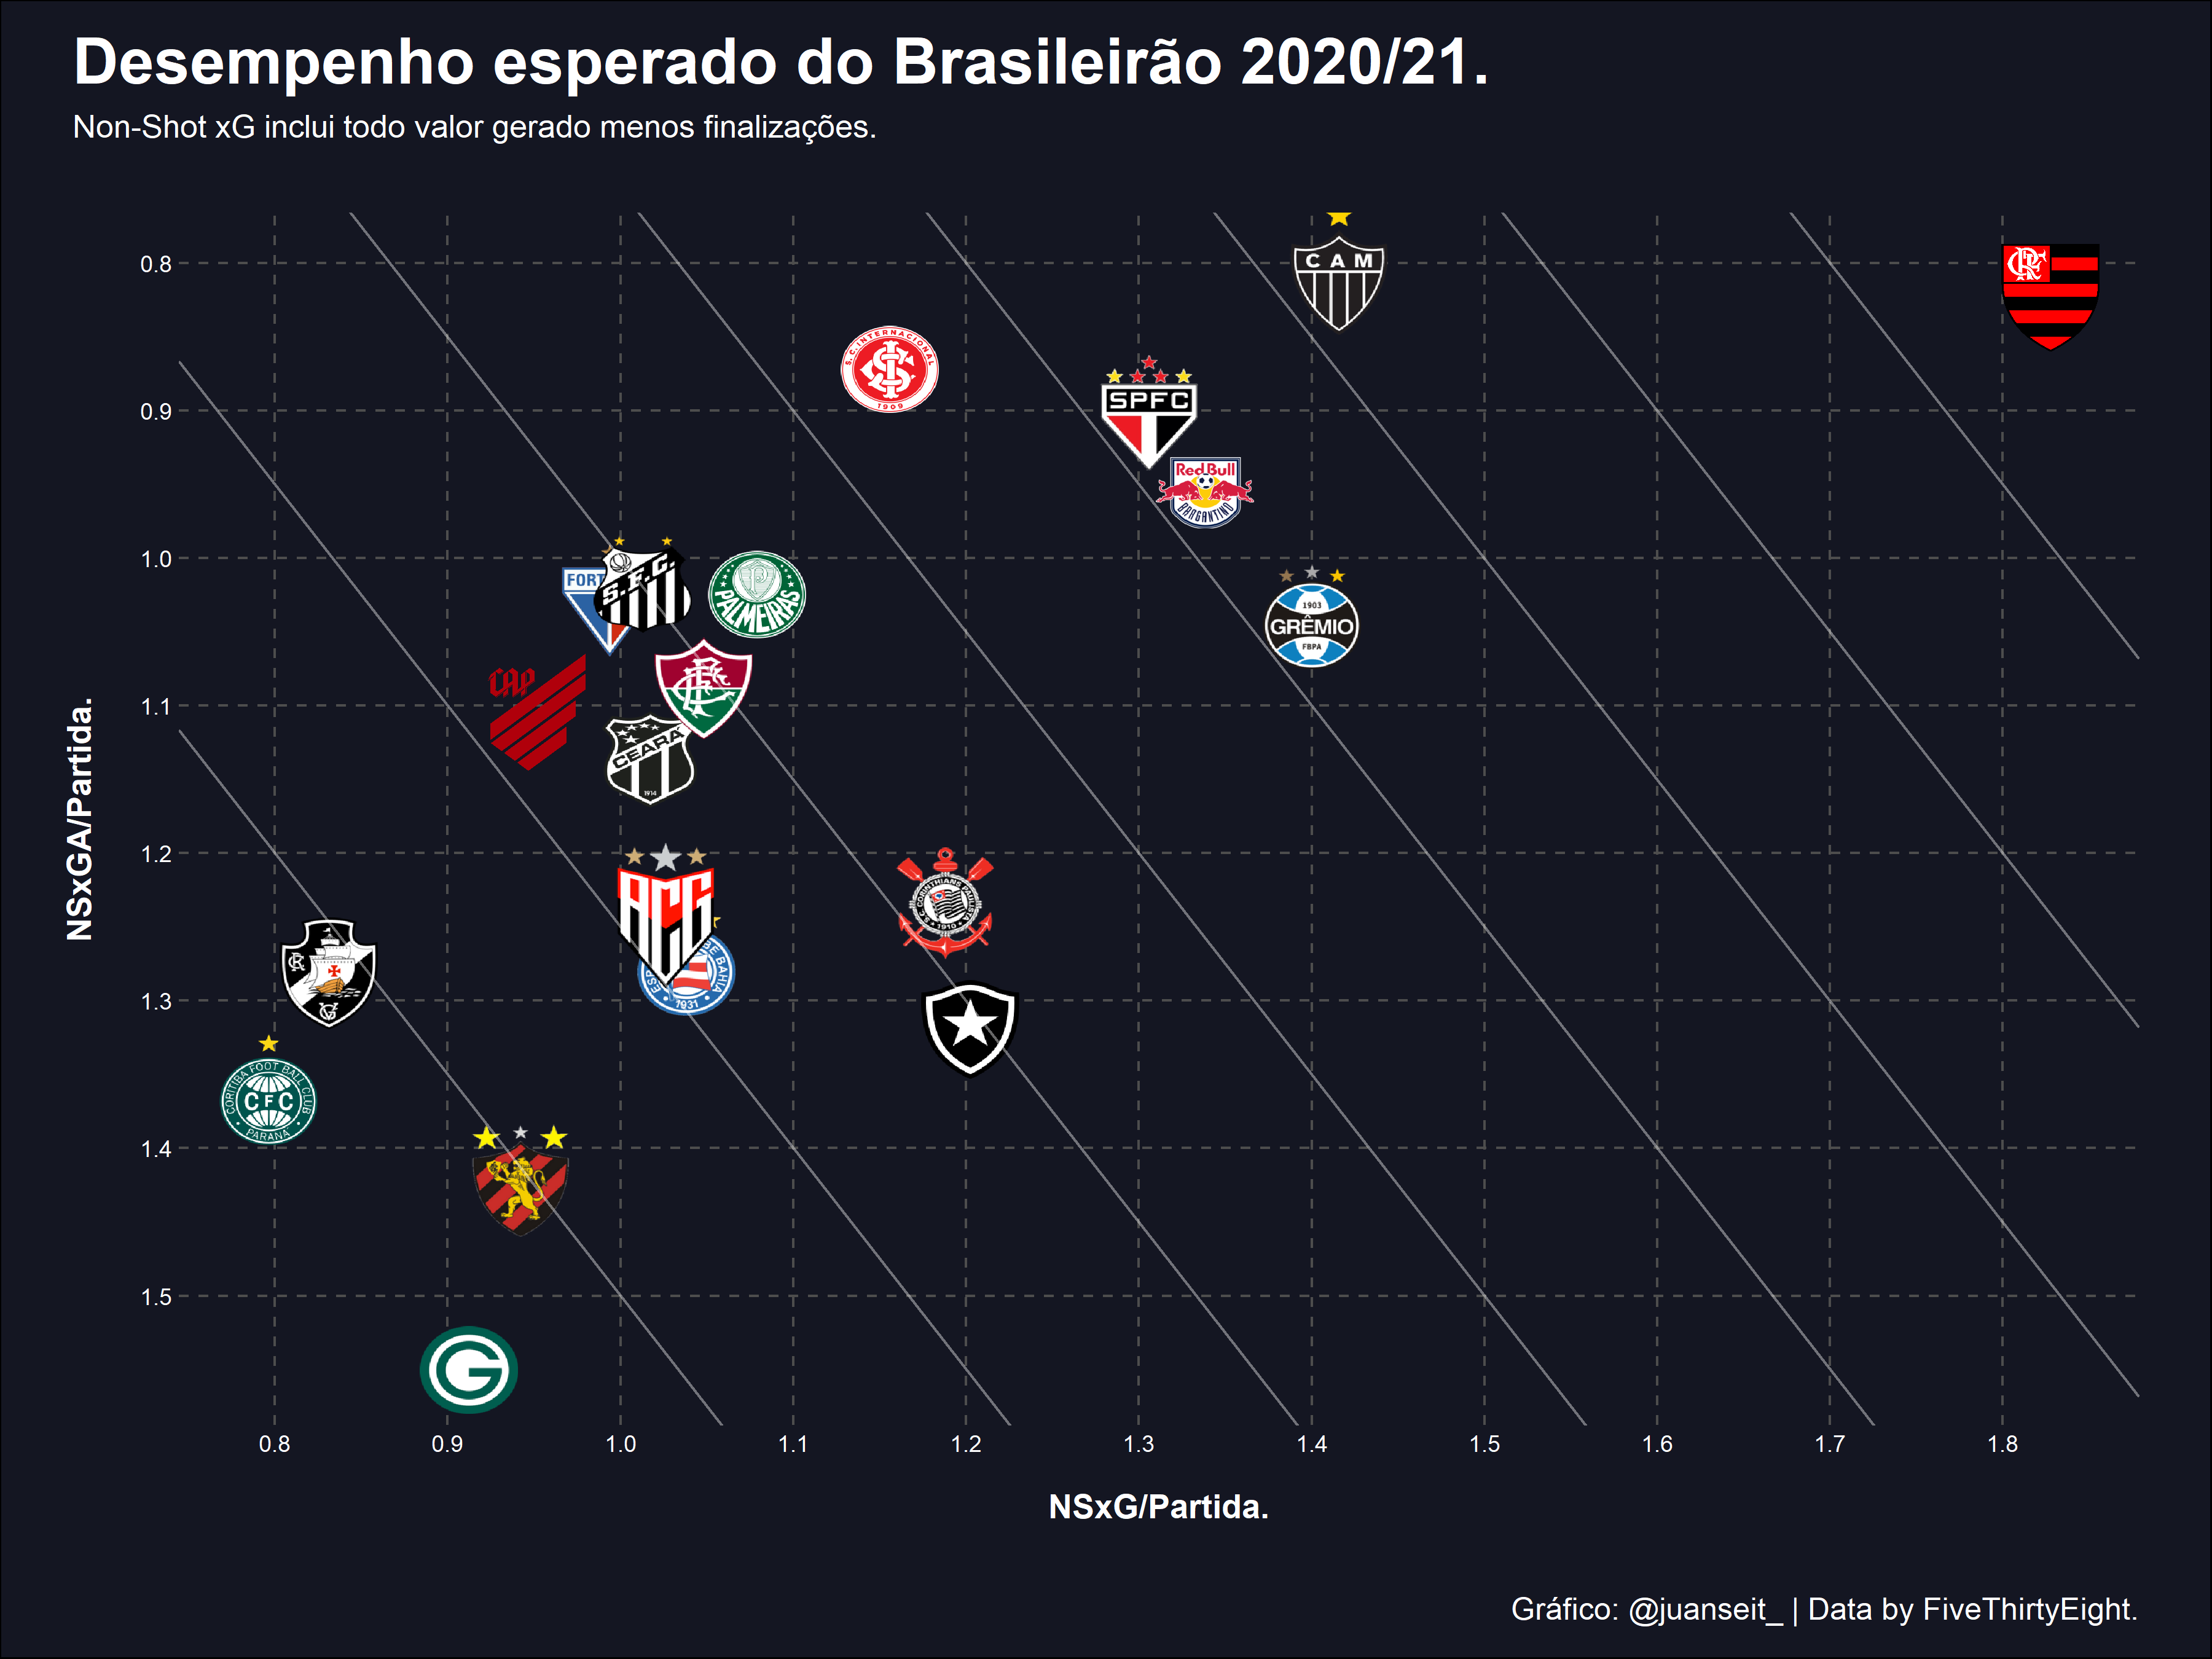 Desempenho esperado do Brasileirão 2020/21.
Non-Shot xG inclui todo valor gerado menos finalizações.
NSxGA/Partida.
0.8
0.9
1.0
1.1
1.2
1.3
1.4
1.5
C A M
CRF
S.C. INTERNACIONAL
1909
SPFC
Red Bull
BRAGANTINO
FORT
S.F.C.
P
PALMEIRAS
1903
GRÊMIO
FBPA
CAP
CEARÁ
1914
ACG
BAHIA
1931
S.C. CORINTHIANS PAULISTA
1910
CORITIBA FOOT BALL CLUB
CFC
PARANÁ
G
0.8 0.9 1.0 1.1 1.2 1.3 1.4 1.5 1.6 1.7 1.8
NSxG/Partida.
Gráfico: @juanseit_ | Data by FiveThirtyEight.